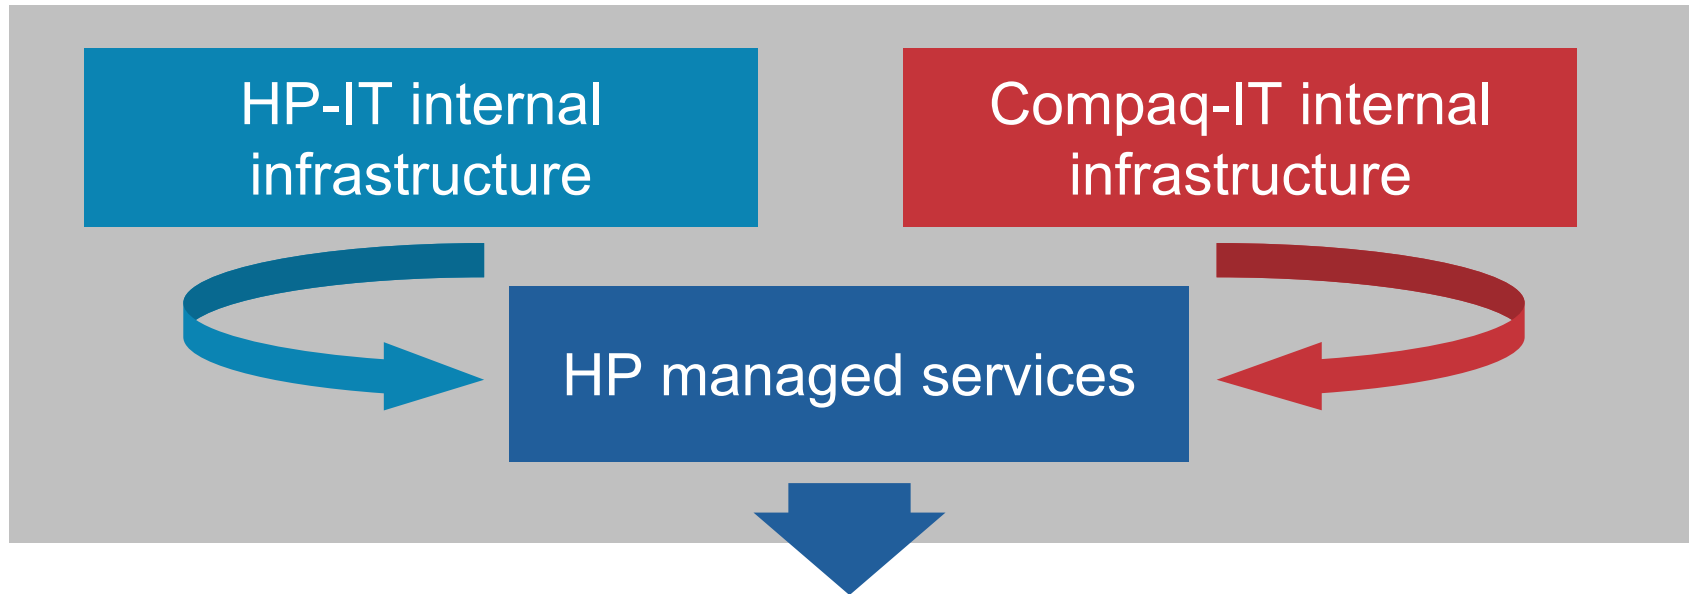 HP-IT internal
infrastructure
Compaq-IT internal
infrastructure
HP managed services